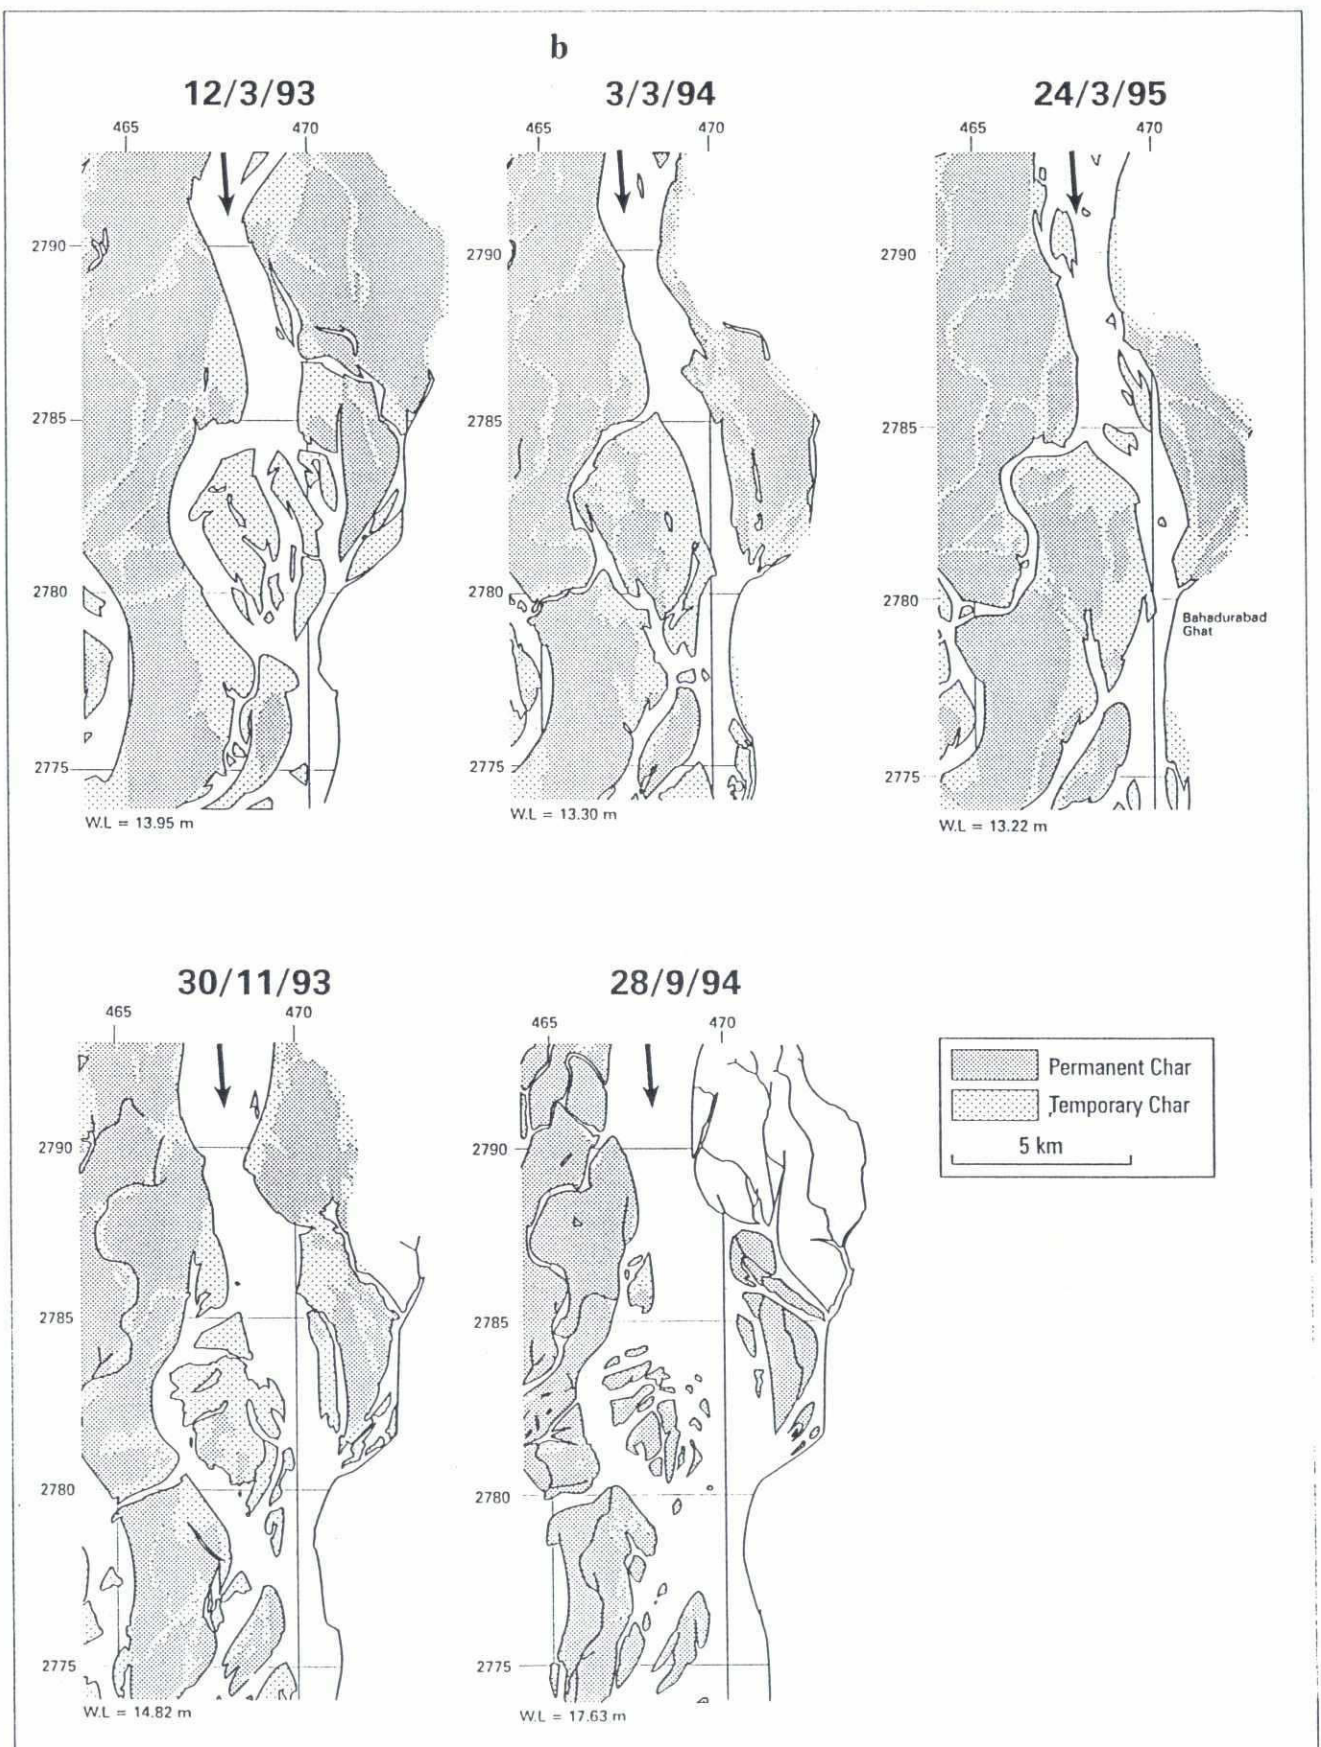 b
12/3/93
3/3/94
24/3/95
465 470
465 470
465 470
2790
2790
2790
2785
2785
2785
2780
2780
2780
Bahadurabad
Ghat
2775
2775
2775
W.L = 13.95 m
W.L = 13.30 m
W.L = 13.22 m
30/11/93
28/9/94
465 470
465 470
Permanent Char
Temporary Char
5 km
2790
2790
2785
2785
2780
2780
2775
2775
W.L = 14.82 m
W.L = 17.63 m